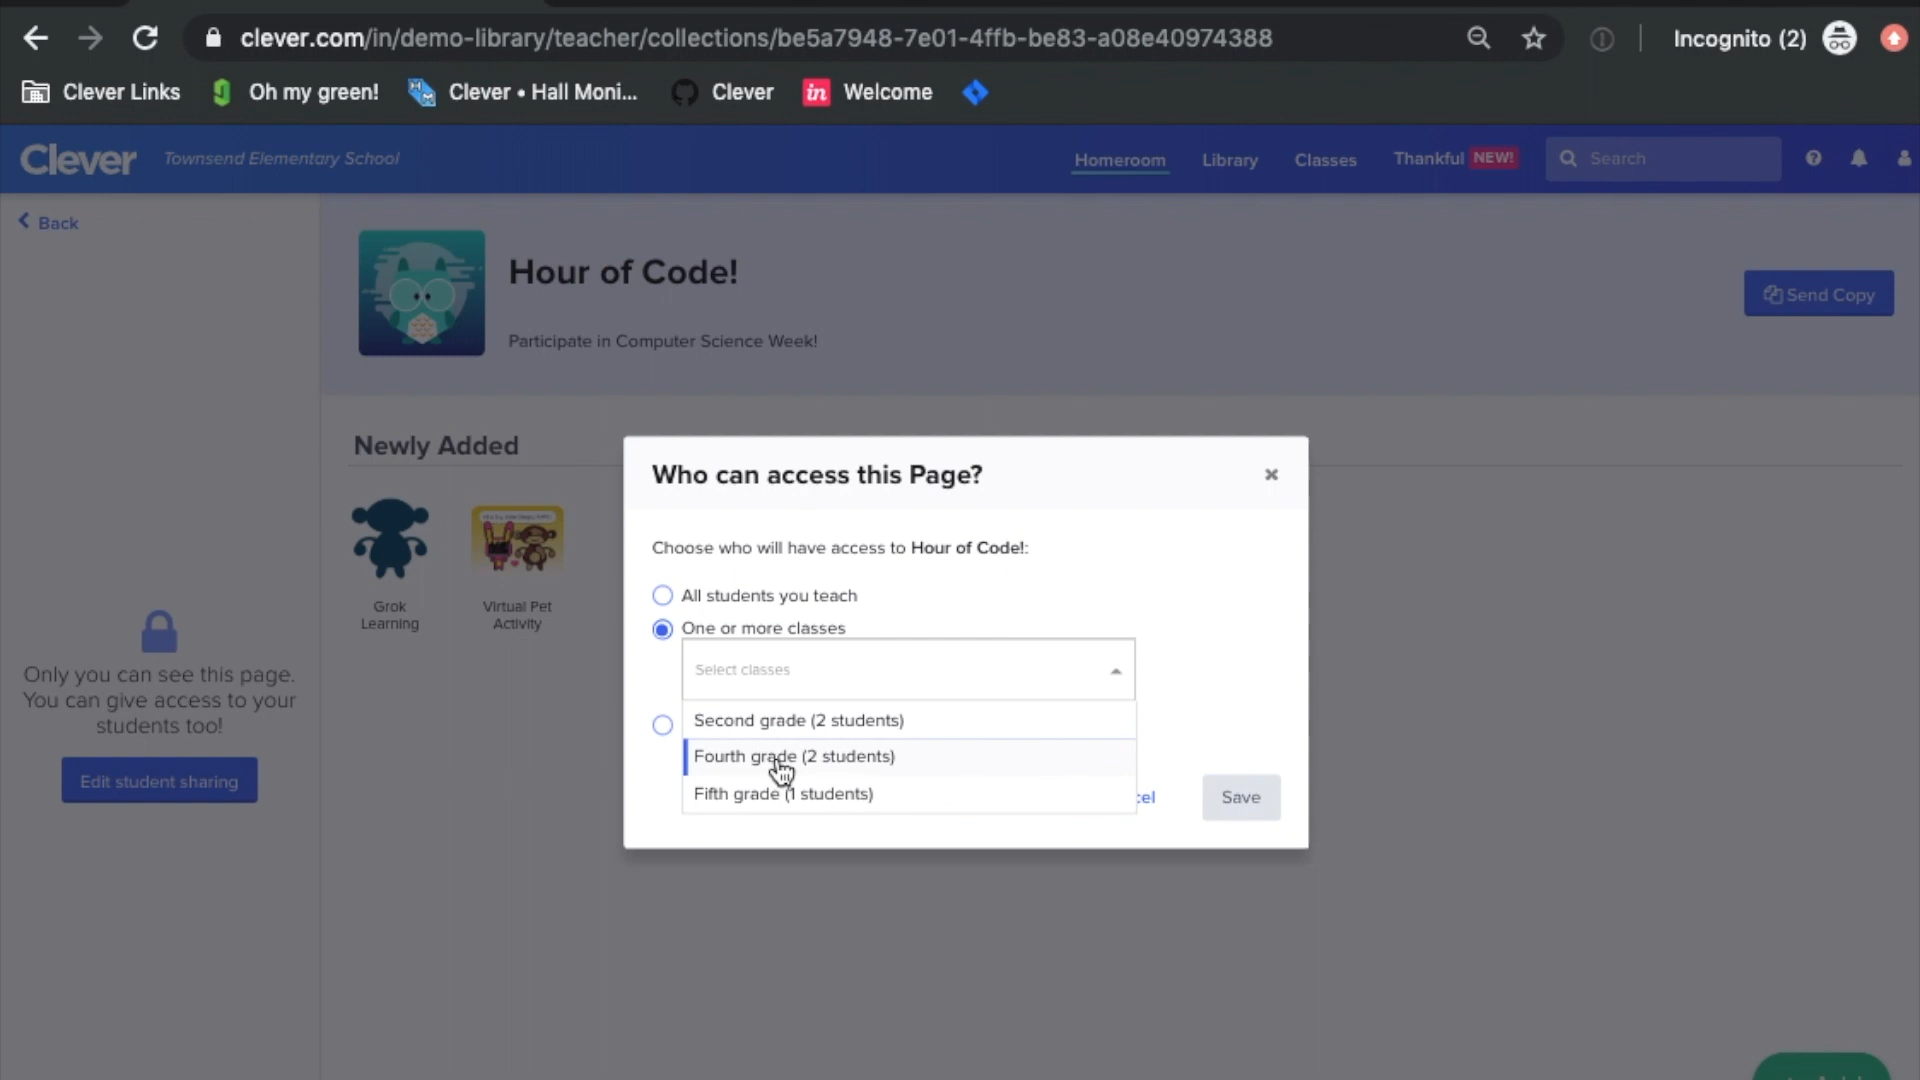 clever.com/in/demo-library/teacher/collections/be5a7948-7e01-4ffb-be83-a08e40974388
Incognito (2)
Clever Links
Oh my green!
Clever • Hall Moni...
Clever
in Welcome
Clever
Townsend Elementary School
Homeroom
Library
Classes
Thankful NEW!
Search
Back
Hour of Code!
Participate in Computer Science Week!
Send Copy
Newly Added
Grok
Learning
Virtual Pet
Activity
Only you can see this page.
You can give access to your
students too!
Edit student sharing
Who can access this Page?
Choose who will have access to Hour of Code!:
All students you teach
One or more classes
Select classes
Second grade (2 students)
Fourth grade (2 students)
Fifth grade (1 students)
Save